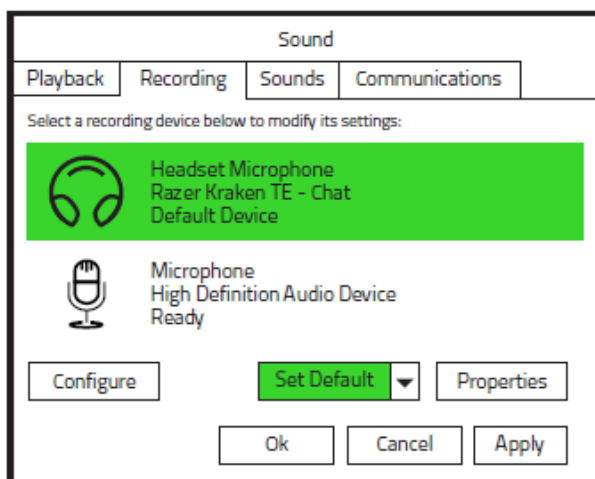 Sound
Playback
Recording
Sounds
Communications
Select a recording device below to modify its settings:
Headset Microphone
Razer Kraken TE - Chat
Default Device
Microphone
High Definition Audio Device
Ready
Configure
Set Default
Properties
Ok
Cancel
Apply